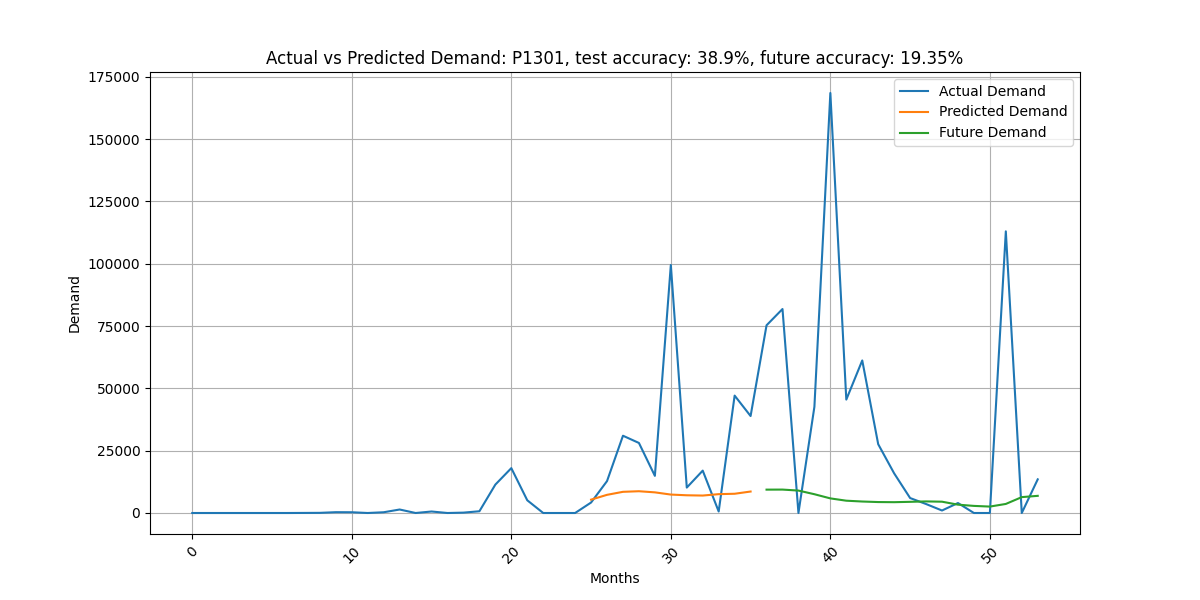 Actual vs Predicted Demand: P1301, test accuracy: 38.9%, future accuracy: 19.35%
175000
150000
125000
100000
75000
50000
25000
0
Demand
Actual Demand
Predicted Demand
Future Demand
0
10
20
30
40
50
Months